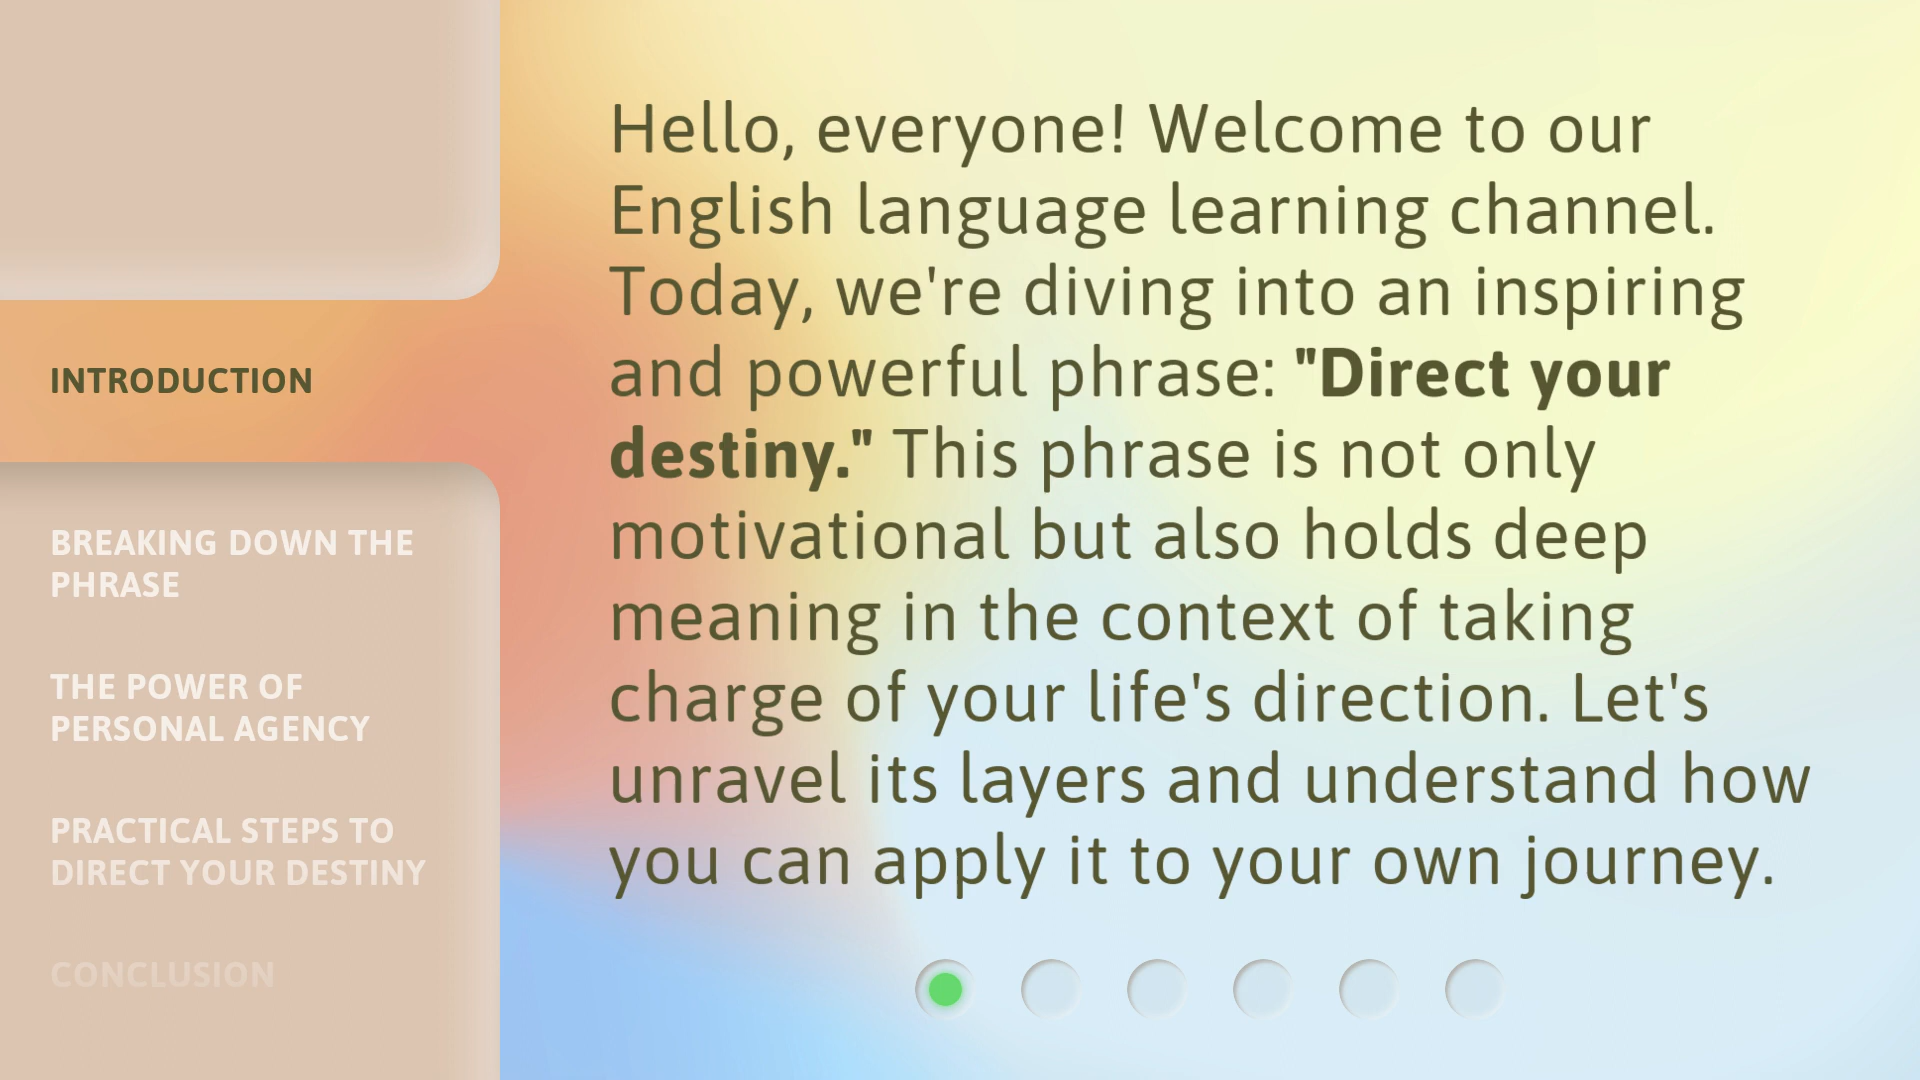 INTRODUCTION
BREAKING DOWN THE
PHRASE
THE POWER OF
PERSONAL AGENCY
PRACTICAL STEPS TO
DIRECT YOUR DESTINY
CONCLUSION
Hello, everyone! Welcome to our
English language learning channel.
Today, we're diving into an inspiring
and powerful phrase: "Direct your
destiny." This phrase is not only
motivational but also holds deep
meaning in the context of taking
charge of your life's direction. Let's
unravel its layers and understand how
you can apply it to your own journey.